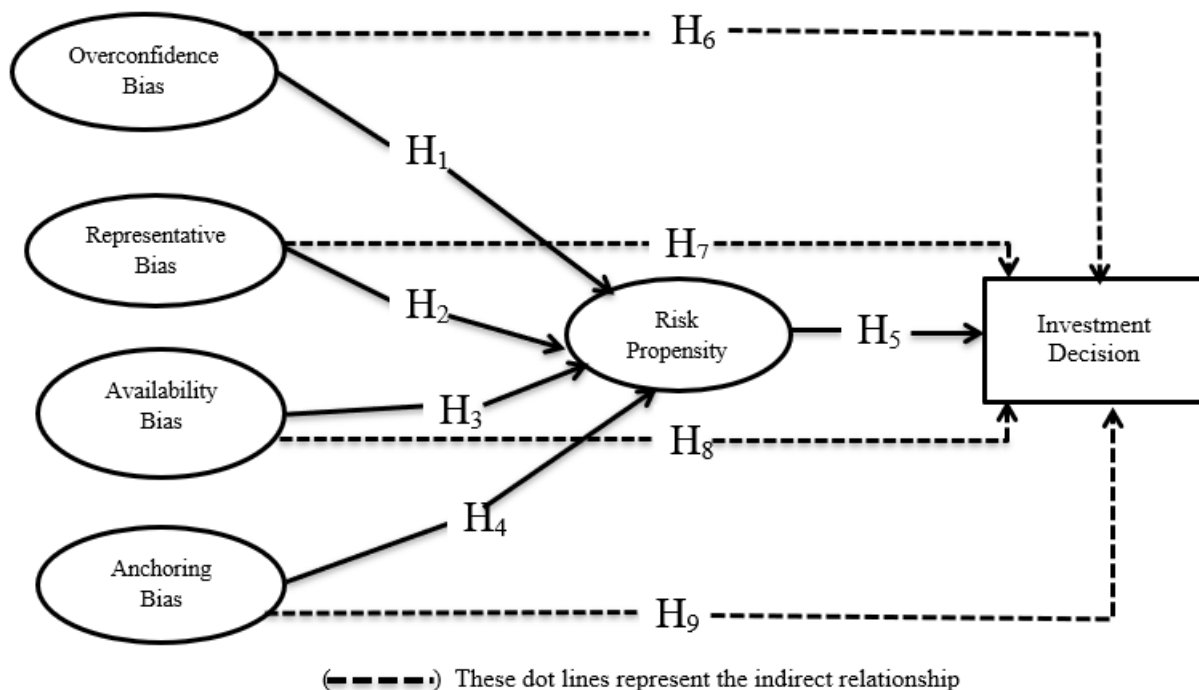 Overconfidence
Bias
H₆
H₁
Representative
Bias
H₇
H₂
Risk
Propensity
H₅
Investment
Decision
Availability
Bias
H₃
H₈
H₄
Anchoring
Bias
H₉
(▬ ▬ ▬ ▬) These dot lines represent the indirect relationship